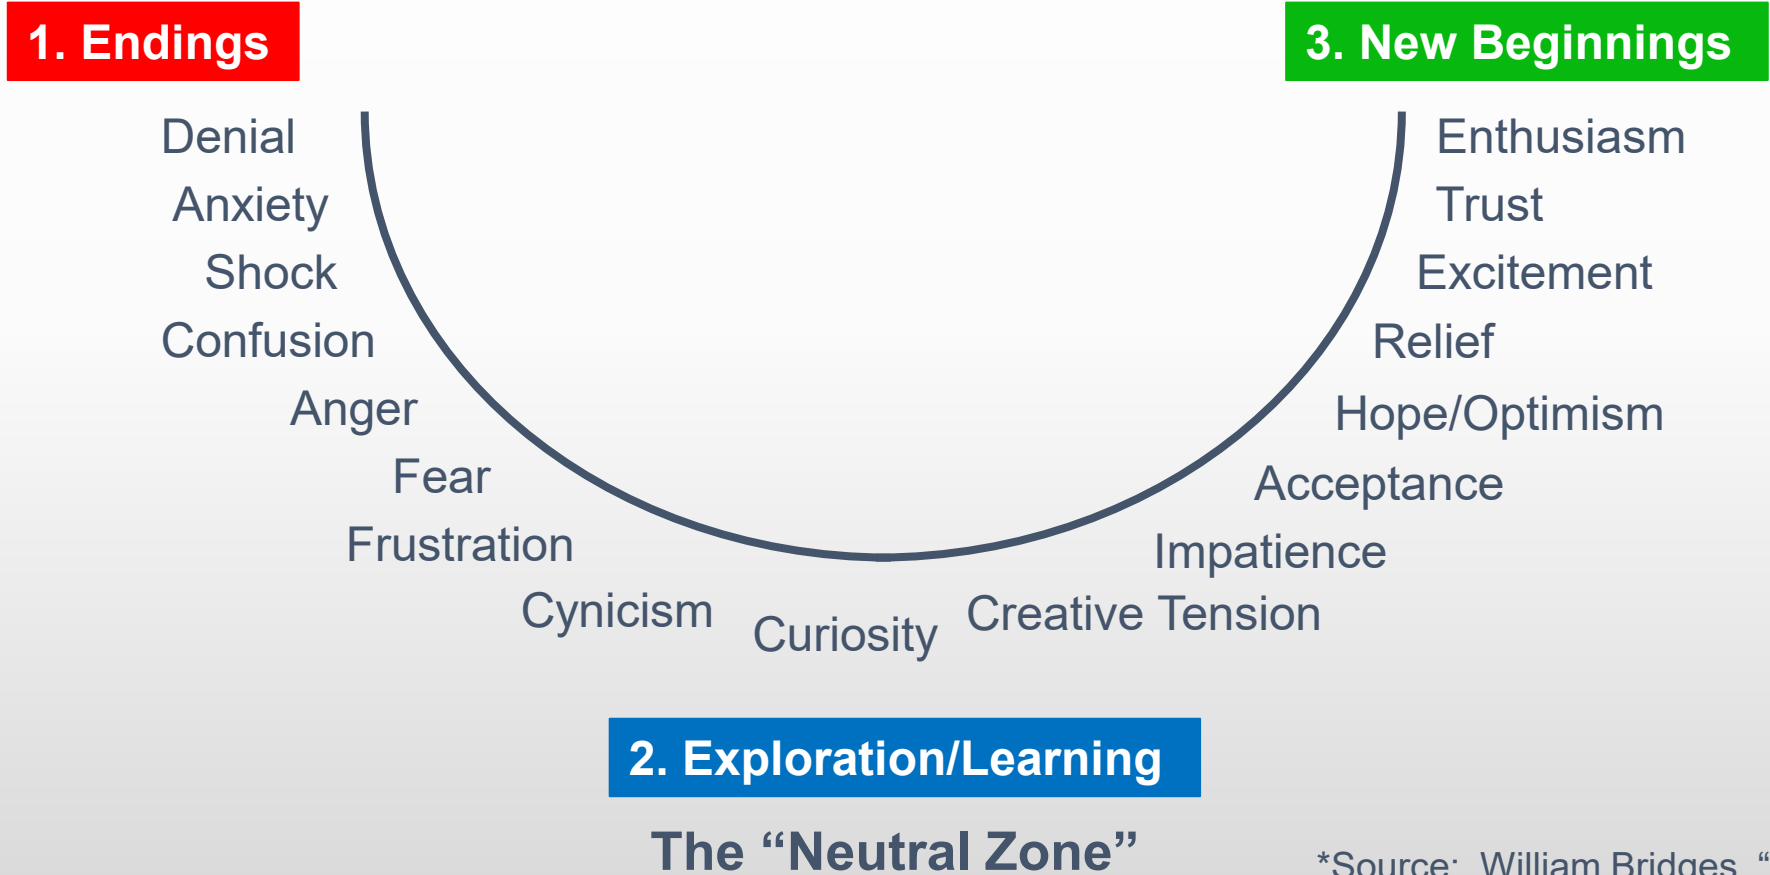 1. Endings
3. New Beginnings
Denial
Anxiety
Shock
Confusion
Anger
Fear
Frustration
Cynicism
Curiosity
Creative Tension
Impatience
Acceptance
Hope/Optimism
Relief
Excitement
Trust
Enthusiasm
2. Exploration/Learning
The “Neutral Zone”
*Source: William Bridges, “